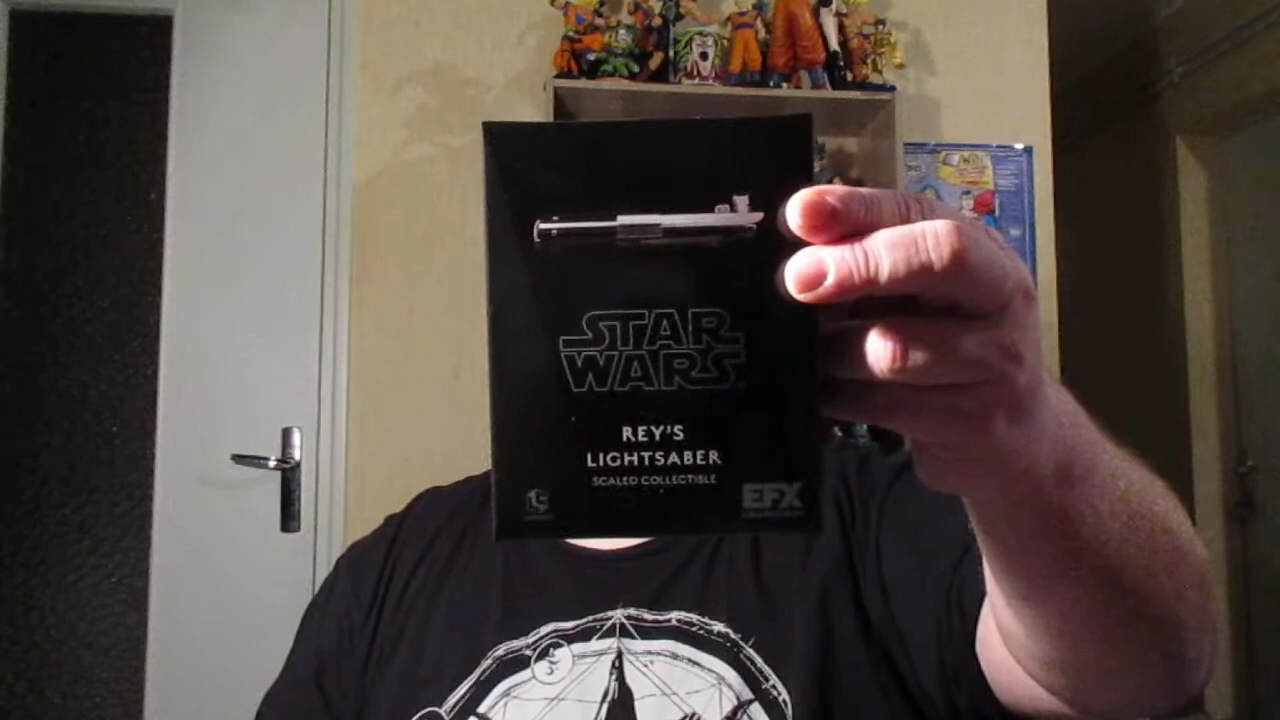 STAR
WARS
REY'S
LIGHTSABER
SCALED COLLECTIBLE
EFX